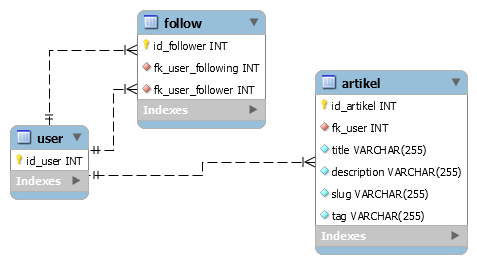 follow
id_follower INT
fk_user_following INT
fk_user_follower INT
Indexes
user
id_user INT
Indexes
artikel
id_artikel INT
fk_user INT
title VARCHAR(255)
description VARCHAR(255)
slug VARCHAR(255)
tag VARCHAR(255)
Indexes